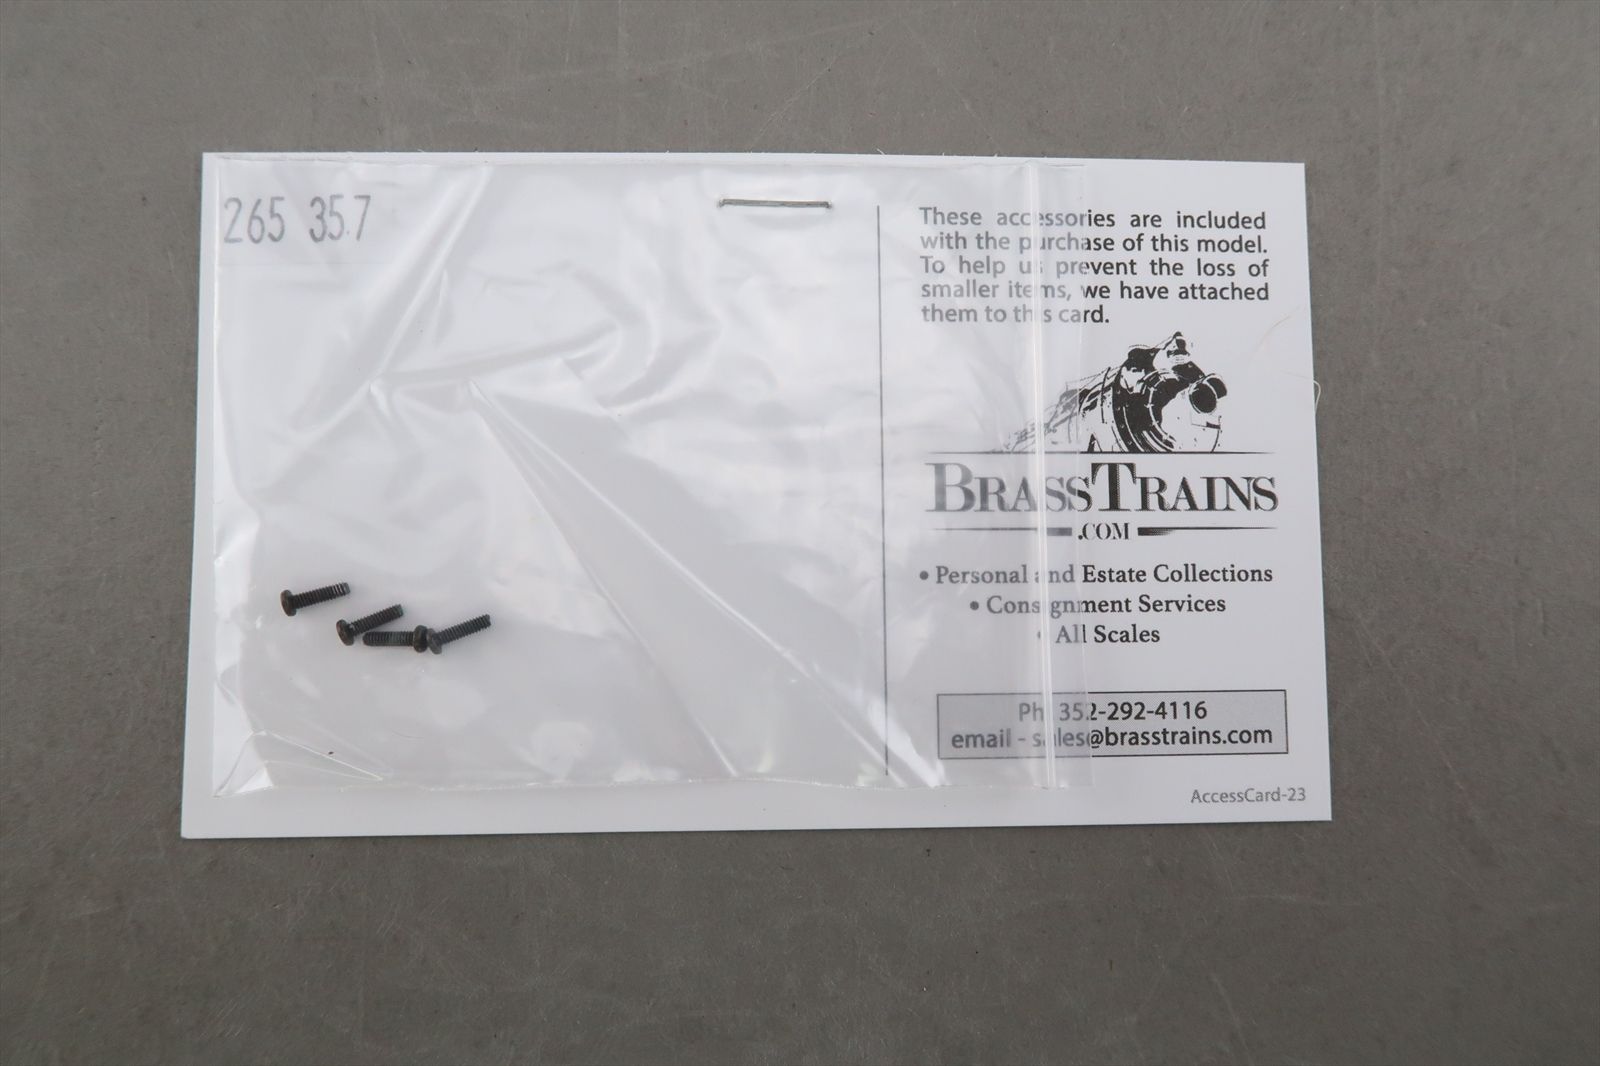 265 35.7
These accessories are included
with the purchase of this model.
To help us prevent the loss of
smaller items, we have attached
them to this card.
BRASSTRAINS
.COM
• Personal and Estate Collections
• Consignment Services
• All Scales
Ph 352-292-4116
email - sales@brasstrains.com
AccessCard-23